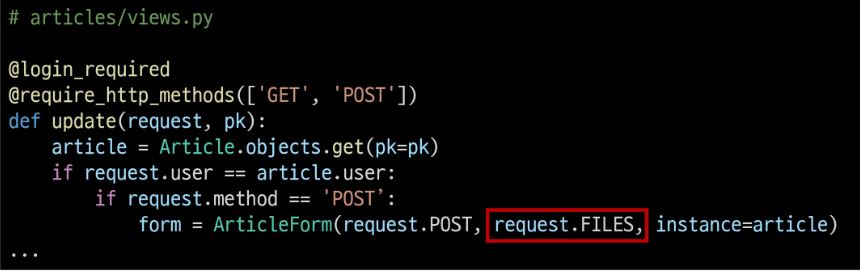 # articles/views.py
@login_required
@require_http_methods(['GET', 'POST'])
def update(request, pk):
article = Article.objects.get(pk=pk)
if request.user == article.user:
if request.method == 'POST’:
form = ArticleForm(request.POST, request.FILES, instance=article)
...